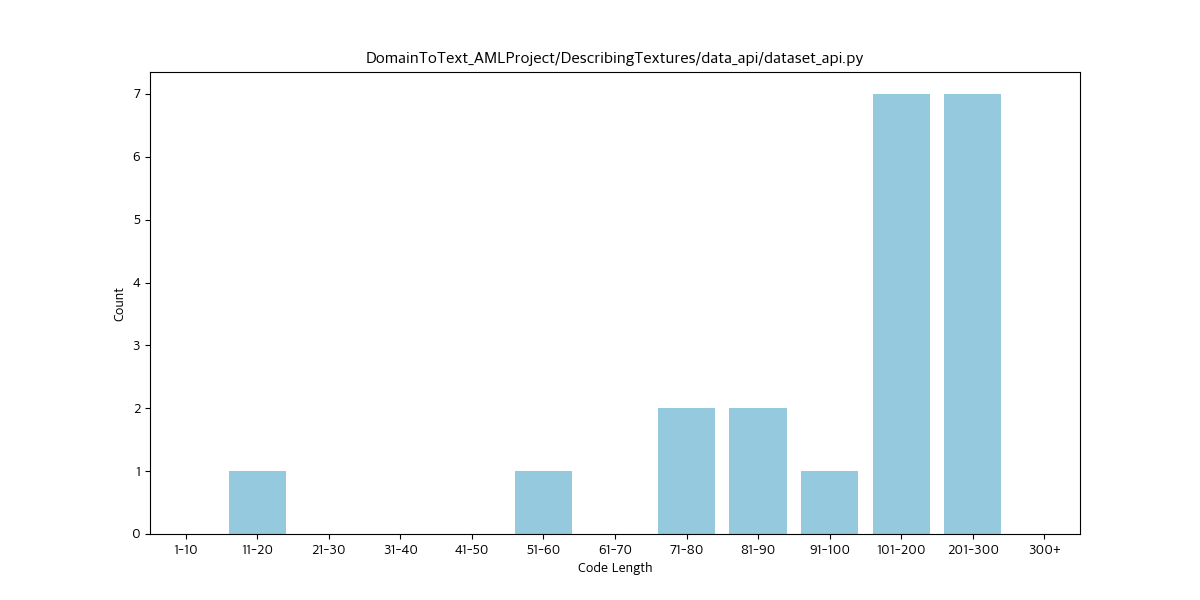 DomainToText_AMLProject/DescribingTextures/data_api/dataset_api.py
7
6
5
4
3
2
1
0
Count
1-10 11-20 21-30 31-40 41-50 51-60 61-70 71-80 81-90 91-100 101-200 201-300 300+
Code Length